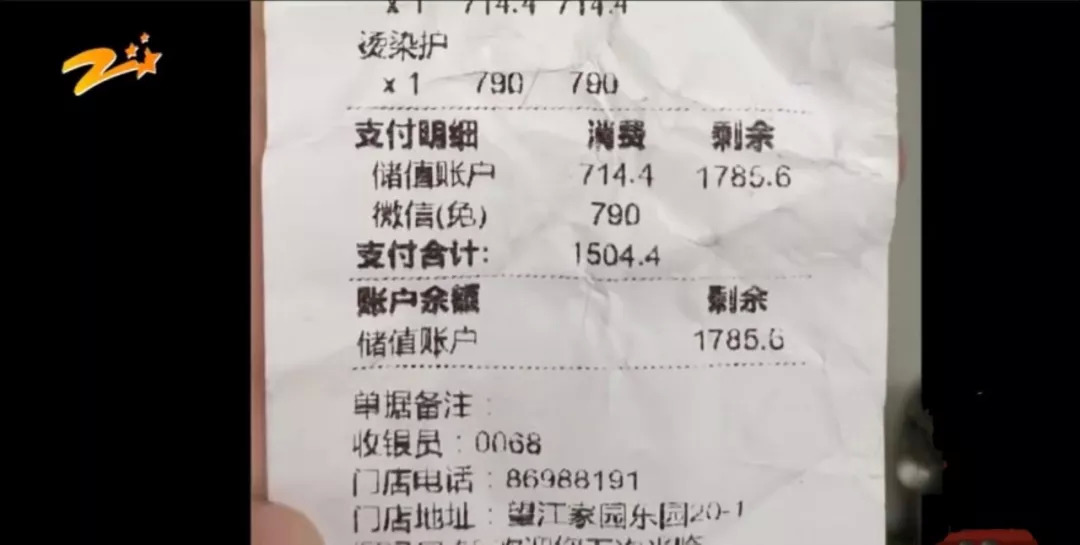 x 1 714.4 714.4
烫染护
x 1 790 790
支付明细 消费 剩余
储值账户 714.4 1785.6
微信(免) 790
支付合计: 1504.4
账户余额 剩余
储值账户 1785.6
单据备注:
收银员:0068
门店电话:86988191
门店地址:望江家园东园20-1